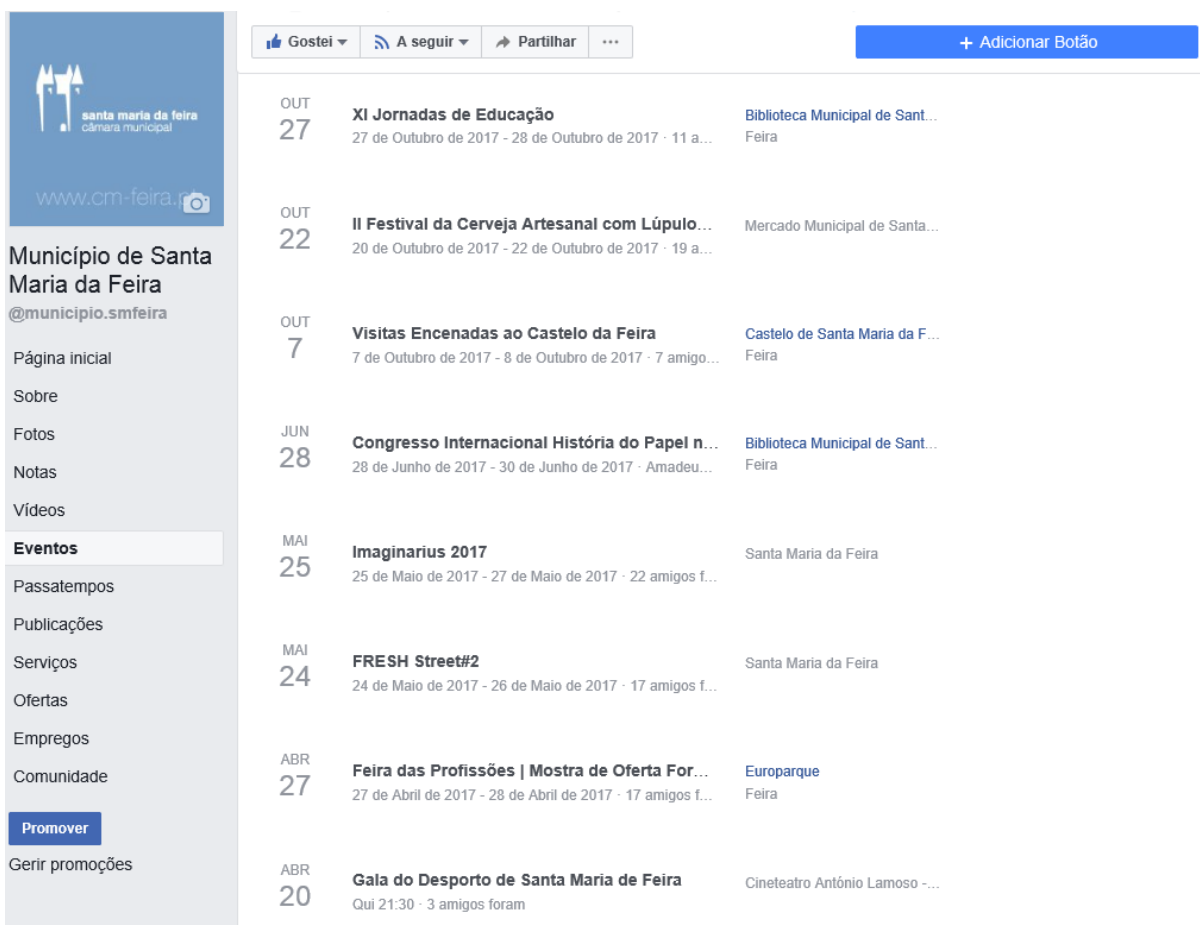 santa maria da feira
câmara municipal
www.cm-feira.pt
Município de Santa
Maria da Feira
@municipio.smfeira
Página inicial
Sobre
Fotos
Notas
Vídeos
Eventos
Passatempos
Publicações
Serviços
Ofertas
Empregos
Comunidade
Promover
Gerir promoções
Gostei
A seguir
Partilhar
...
+ Adicionar Botão
OUT
27
XI Jornadas de Educação
27 de Outubro de 2017 - 28 de Outubro de 2017 · 11 a...
Biblioteca Municipal de Sant...
Feira
OUT
22
II Festival da Cerveja Artesanal com Lúpulo...
20 de Outubro de 2017 - 22 de Outubro de 2017 · 19 a...
Mercado Municipal de Santa...
OUT
7
Visitas Encenadas ao Castelo da Feira
7 de Outubro de 2017 - 8 de Outubro de 2017 · 7 amigo...
Castelo de Santa Maria da F...
Feira
JUN
28
Congresso Internacional História do Papel n...
28 de Junho de 2017 - 30 de Junho de 2017 · Amadeu...
Biblioteca Municipal de Sant...
Feira
MAI
25
Imaginarius 2017
25 de Maio de 2017 - 27 de Maio de 2017 · 22 amigos f...
Santa Maria da Feira
MAI
24
FRESH Street#2
24 de Maio de 2017 - 26 de Maio de 2017 · 17 amigos f...
Santa Maria da Feira
ABR
27
Feira das Profissões | Mostra de Oferta For...
27 de Abril de 2017 - 28 de Abril de 2017 · 17 amigos f...
Europarque
Feira
ABR
20
Gala do Desporto de Santa Maria de Feira
Qui 21:30 · 3 amigos foram
Cineteatro António Lamoso -...